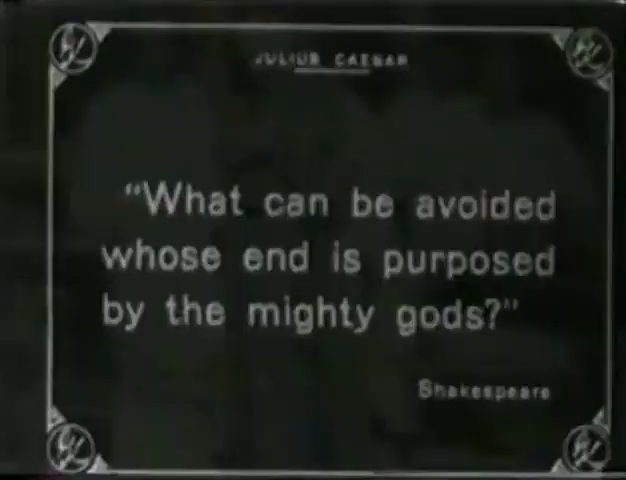 JULIUS CAESAR
"What can be avoided
whose end is purposed
by the mighty gods?"
Shakespeare